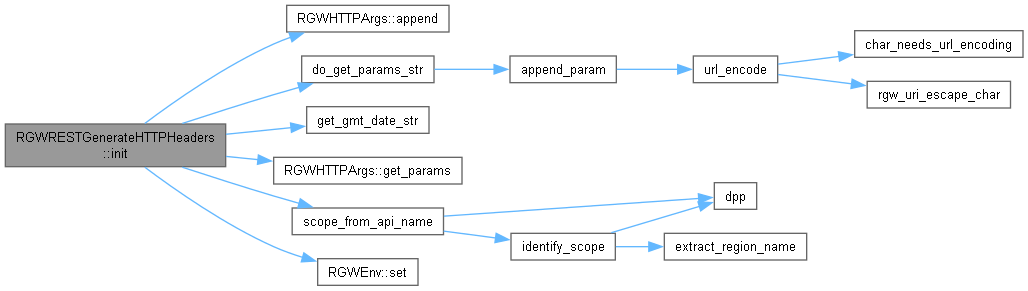 RGWHTTPArgs::append
do_get_params_str
append_param
url_encode
char_needs_url_encoding
rgw_uri_escape_char
RGWRESTGenerateHTTPHeaders
::init
get_gmt_date_str
RGWHTTPArgs::get_params
scope_from_api_name
dpp
identify_scope
extract_region_name
RGWEnv::set